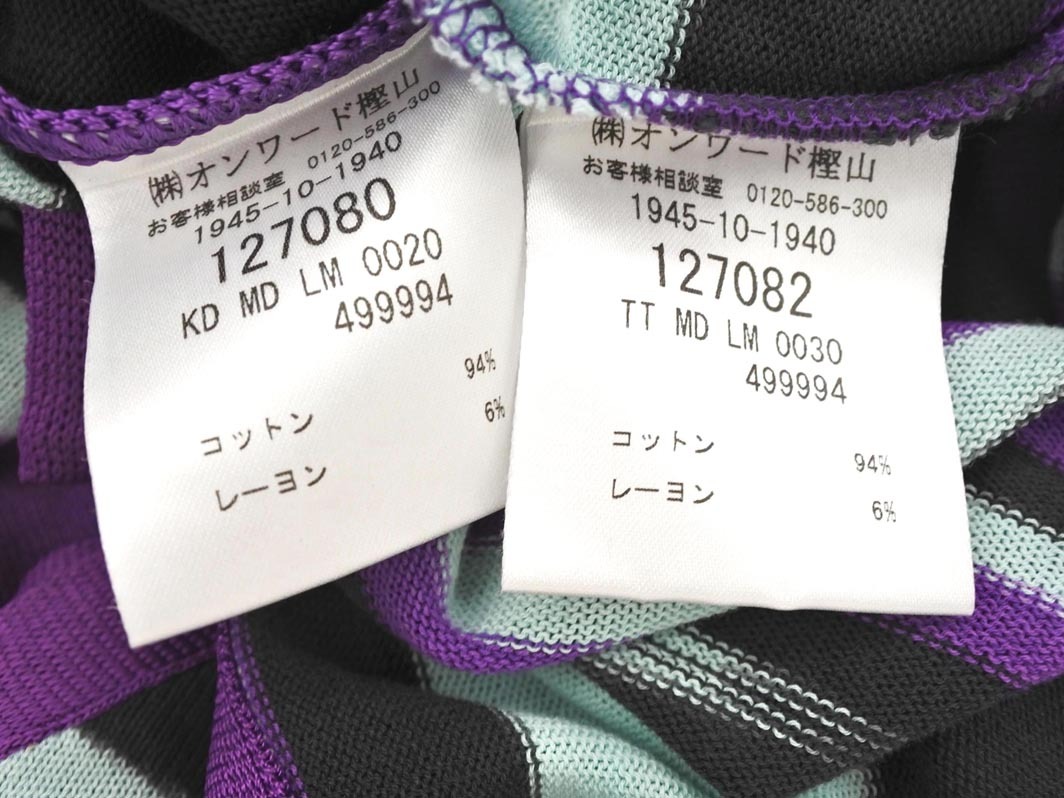 ㈱オンワード樫山
お客様相談室 0120-586-300
1945-10-1940
127080
KD MD LM 0020
499994
コットン 94%
レーヨン 6%
㈱オンワード樫山
お客様相談室 0120-586-300
1945-10-1940
127082
TT MD LM 0030
499994
コットン 94%
レーヨン 6%